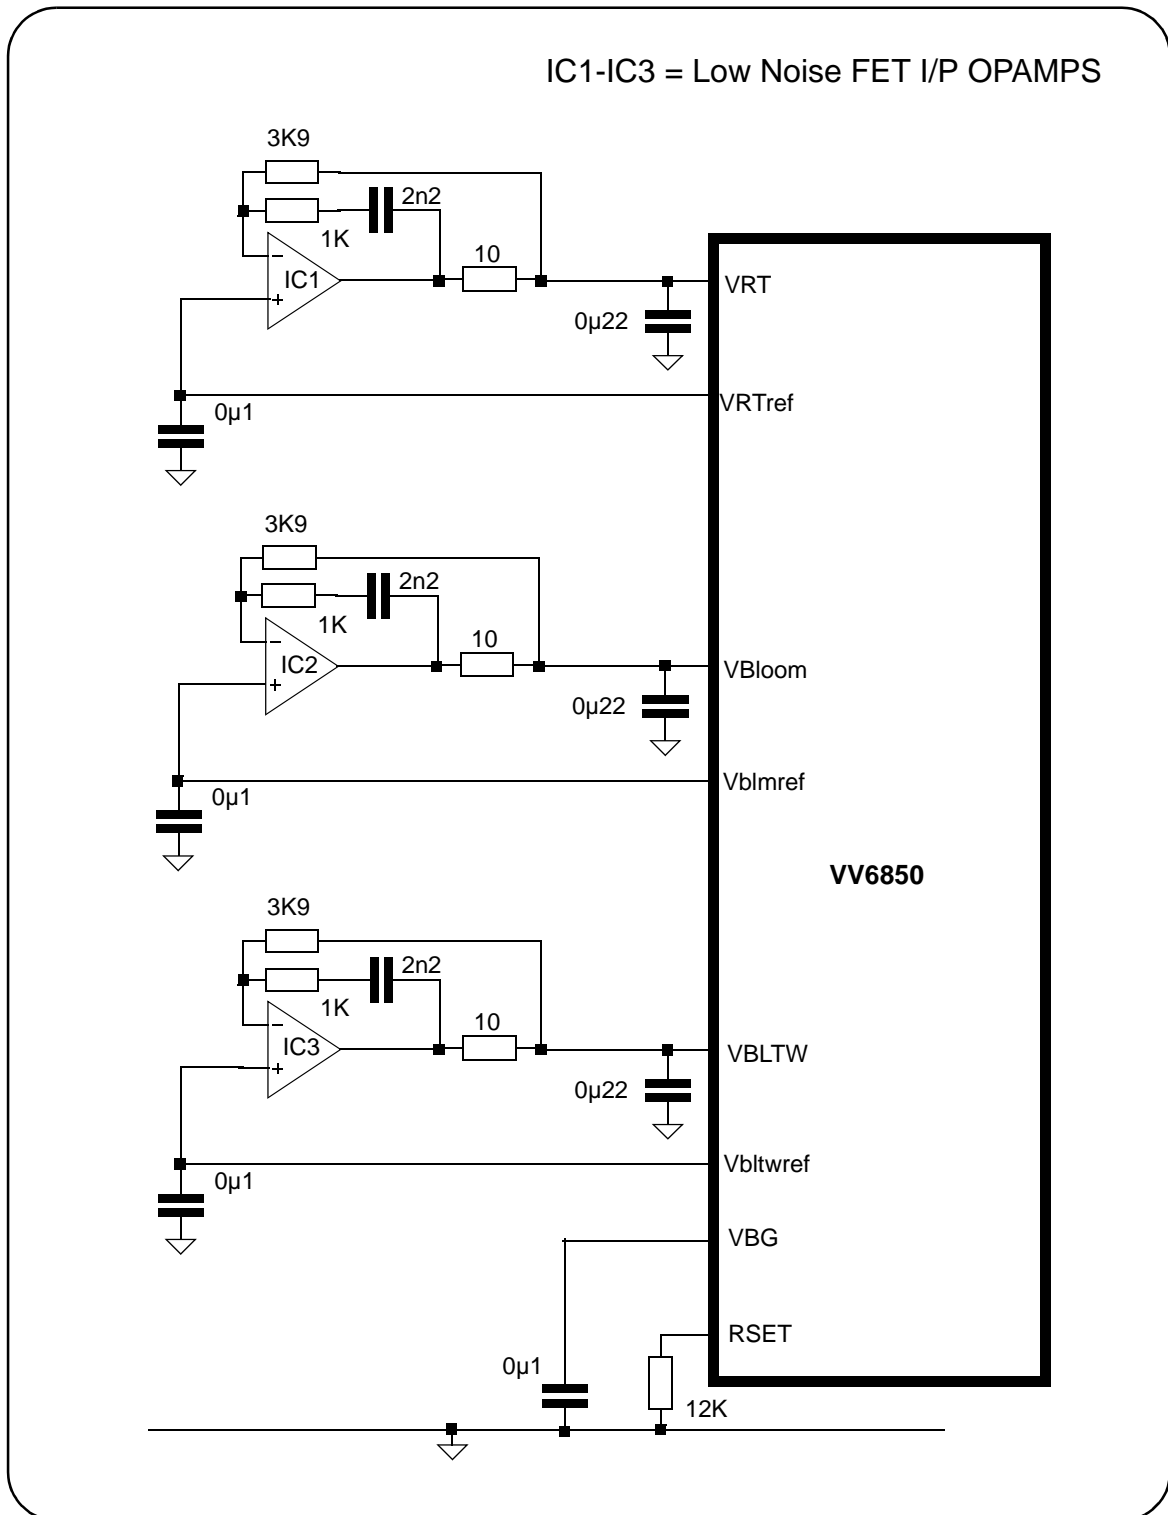 IC1-IC3 = Low Noise FET I/P OPAMPS
3K9
2n2
1K
10
IC1
VRT
0µ22
VRTref
0µ1
3K9
2n2
1K
10
IC2
VBloom
0µ22
Vblmref
0µ1
VV6850
3K9
2n2
1K
10
IC3
VBLTW
0µ22
Vbltwref
0µ1
VBG
RSET
0µ1
12K